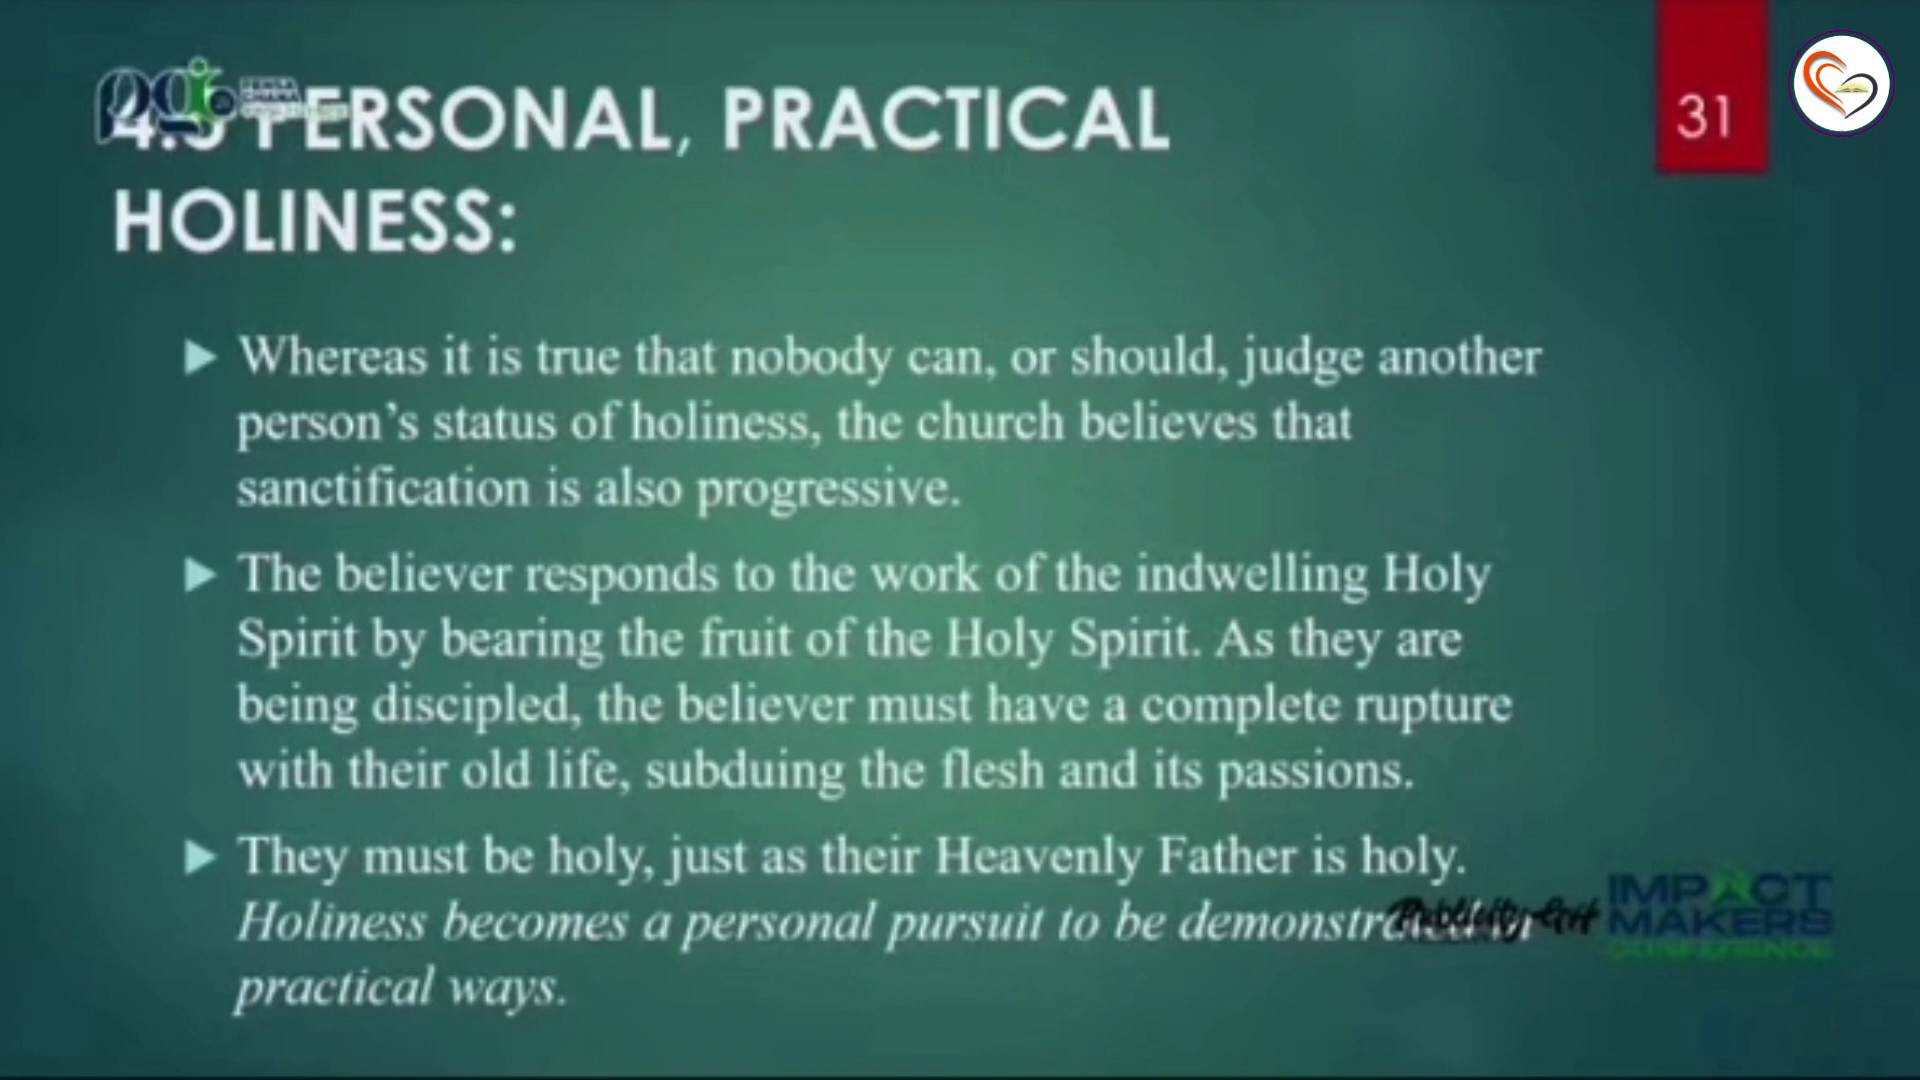 PERSONAL, PRACTICAL
HOLINESS:
31
Whereas it is true that nobody can, or should, judge another
person's status of holiness, the church believes that
sanctification is also progressive.
The believer responds to the work of the indwelling Holy
Spirit by bearing the fruit of the Holy Spirit. As they are
being discipled, the believer must have a complete rupture
with their old life, subduing the flesh and its passions.
They must be holy, just as their Heavenly Father is holy.
Holiness becomes a personal pursuit to be demonstrated in
practical ways.
IMPACT
MAKERS
CONFERENCE